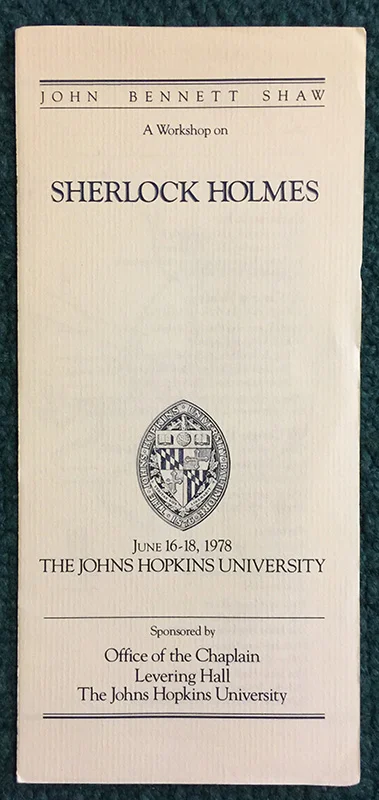 JOHN BENNETT SHAW
A Workshop on
SHERLOCK HOLMES
JUNE 16-18, 1978
THE JOHNS HOPKINS UNIVERSITY
Sponsored by
Office of the Chaplain
Levering Hall
The Johns Hopkins University